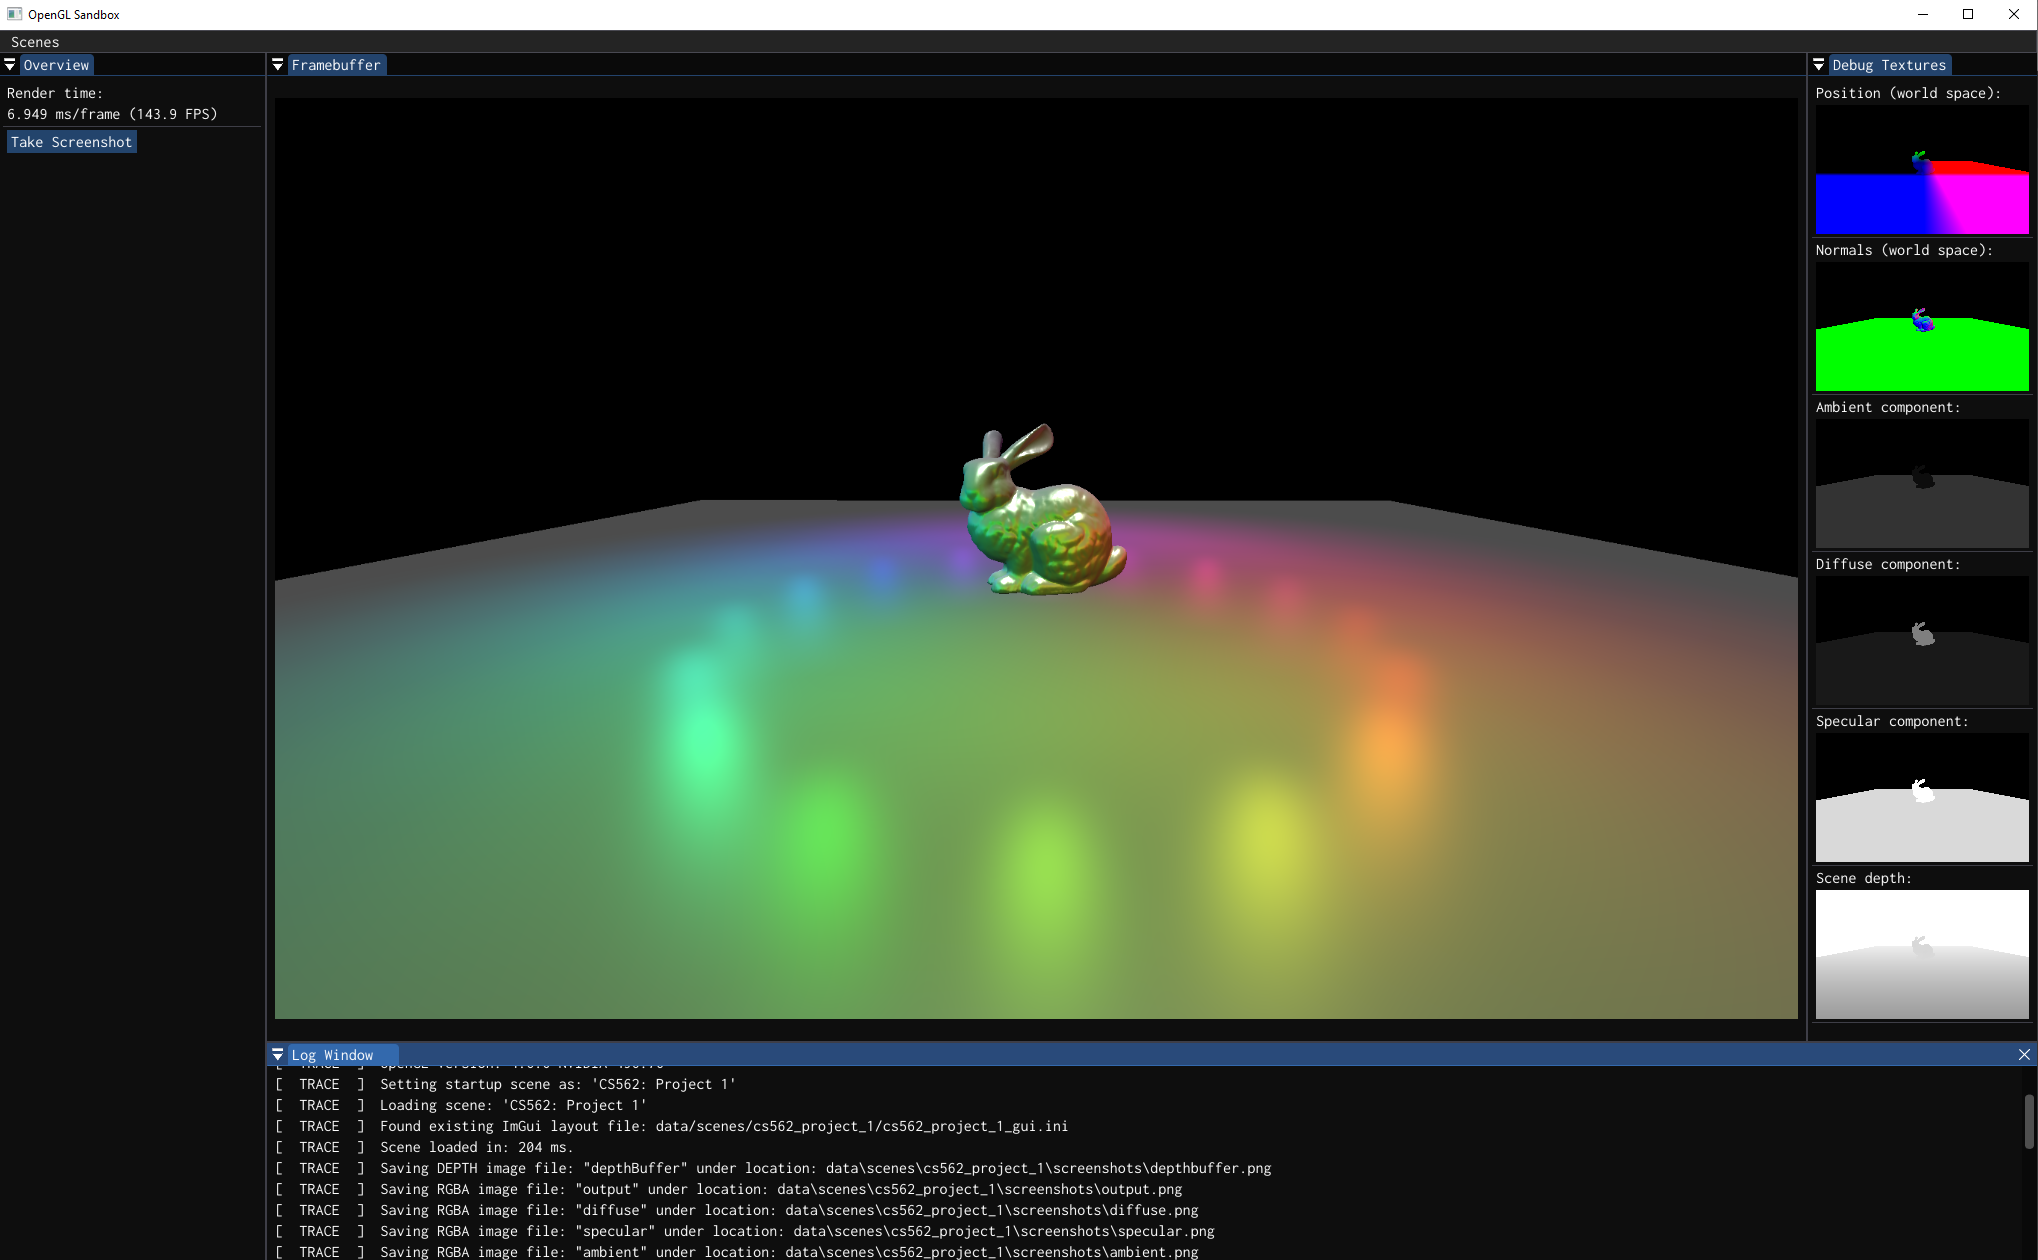 OpenGL Sandbox
Scenes
Overview
Render time:
6.949 ms/frame (143.9 FPS)
Take Screenshot
Framebuffer
Debug Textures
Position (world space):
Normals (world space):
Ambient component:
Diffuse component:
Specular component:
Scene depth:
Log Window
[ TRACE ] Setting startup scene as: 'CS562: Project 1'
[ TRACE ] Loading scene: 'CS562: Project 1'
[ TRACE ] Found existing ImGui layout file: data/scenes/cs562_project_1/cs562_project_1_gui.ini
[ TRACE ] Scene loaded in: 204 ms.
[ TRACE ] Saving DEPTH image file: "depthBuffer" under location: data\scenes\cs562_project_1\screenshots\depthbuffer.png
[ TRACE ] Saving RGBA image file: "output" under location: data\scenes\cs562_project_1\screenshots\output.png
[ TRACE ] Saving RGBA image file: "diffuse" under location: data\scenes\cs562_project_1\screenshots\diffuse.png
[ TRACE ] Saving RGBA image file: "specular" under location: data\scenes\cs562_project_1\screenshots\specular.png
[ TRACE ] Saving RGBA image file: "ambient" under location: data\scenes\cs562_project_1\screenshots\ambient.png